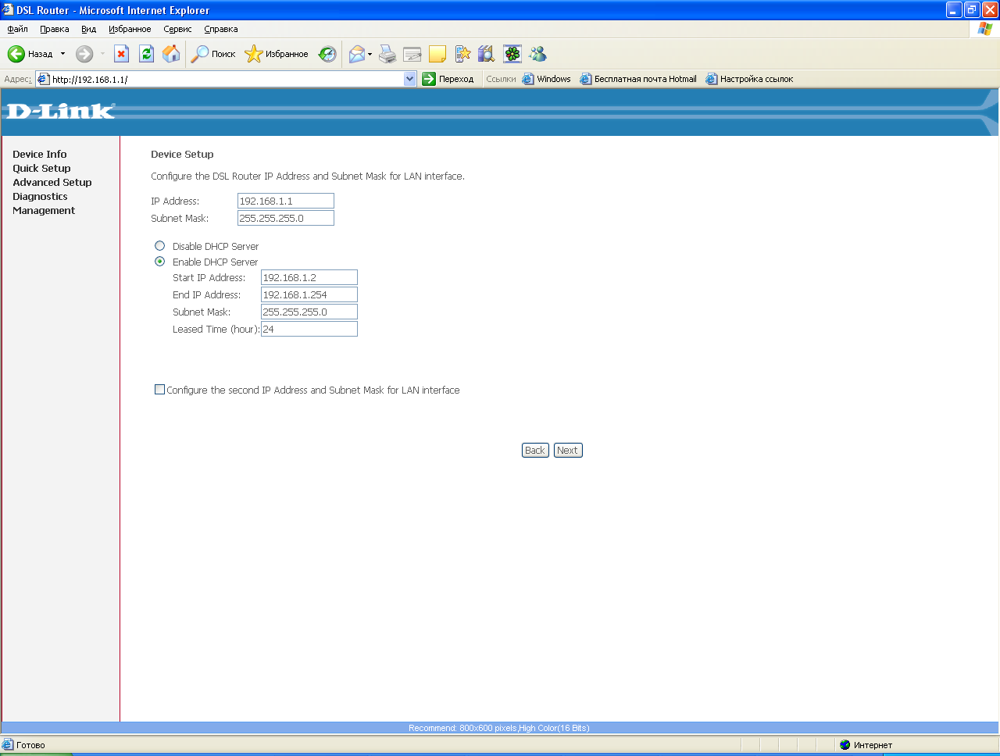 DSL Router - Microsoft Internet Explorer
Файл Правка Вид Избранное Сервис Справка
Назад Поиск Избранное
Адрес: http://192.168.1.1/ Переход Ссылки Windows Бесплатная почта Hotmail Настройка ссылок
D-Link
Device Info
Quick Setup
Advanced Setup
Diagnostics
Management
Device Setup
Configure the DSL Router IP Address and Subnet Mask for LAN interface.
IP Address: 192.168.1.1
Subnet Mask: 255.255.255.0
Disable DHCP Server
Enable DHCP Server
Start IP Address: 192.168.1.2
End IP Address: 192.168.1.254
Subnet Mask: 255.255.255.0
Leased Time (hour): 24
Configure the second IP Address and Subnet Mask for LAN interface
Back Next
Recommend: 800x600 pixels,High Color(16 Bits)
Готово Интернет